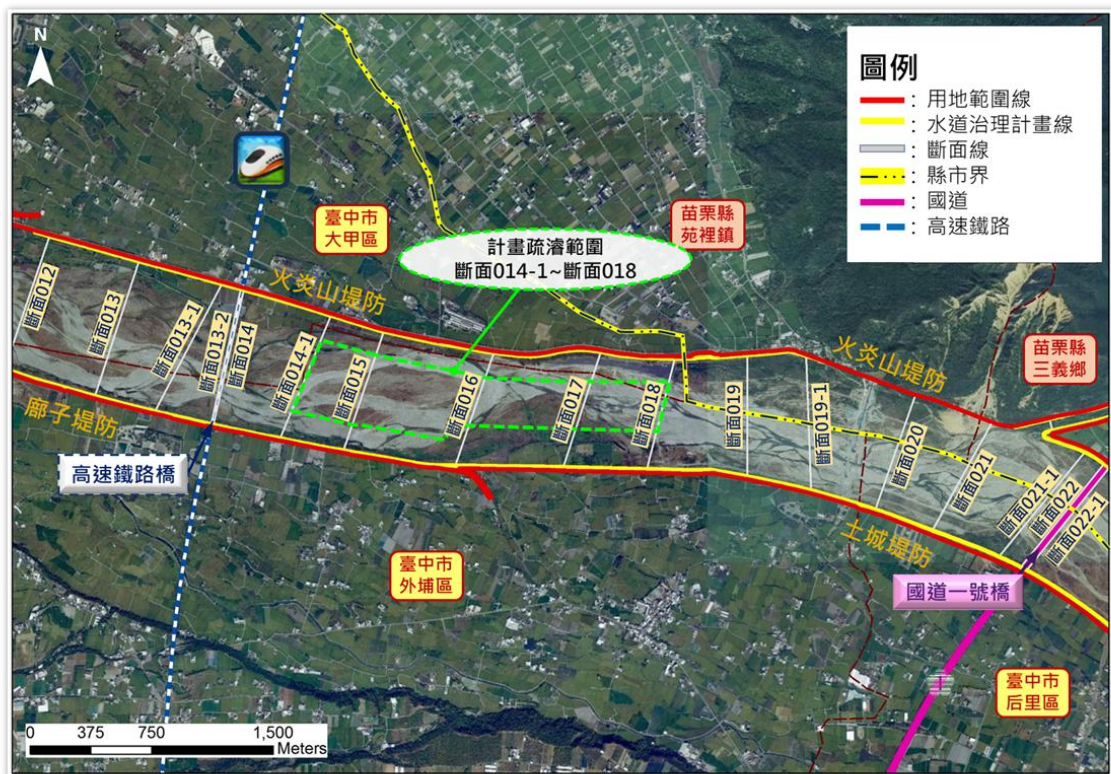 N
圖例
：用地範圍線
：水道治理計畫線
：斷面線
：縣市界
：國道
：高速鐵路
臺中市
大甲區
苗栗縣
苑裡鎮
計畫疏濬範圍
斷面014-1~斷面018
火炎山堤防
火炎山堤防
苗栗縣
三義鄉
斷面012
斷面013
斷面013-1
斷面013-2
斷面014
斷面014-1
斷面015
斷面016
斷面017
斷面018
斷面019
斷面019-1
斷面020
斷面021
斷面021-1
斷面022
斷面022-1
廍子堤防
高速鐵路橋
土城堤防
臺中市
外埔區
國道一號橋
臺中市
后里區
0 375 750 1,500
Meters